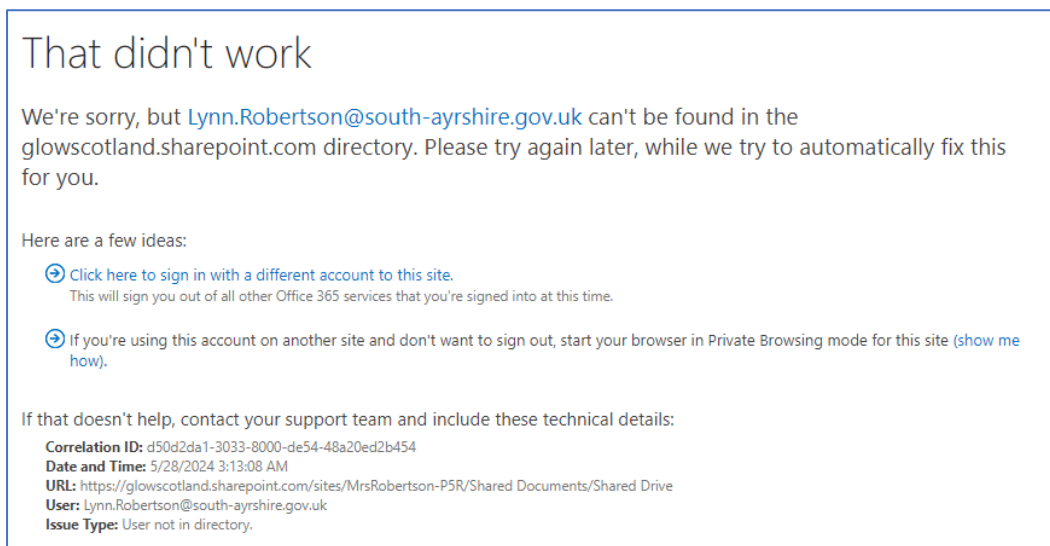 That didn't work
We're sorry, but Lynn.Robertson@south-ayrshire.gov.uk can't be found in the
glowscotland.sharepoint.com directory. Please try again later, while we try to automatically fix this
for you.
Here are a few ideas:
Click here to sign in with a different account to this site.
This will sign you out of all other Office 365 services that you're signed into at this time.
If you're using this account on another site and don't want to sign out, start your browser in Private Browsing mode for this site (show me
how).
If that doesn't help, contact your support team and include these technical details:
Correlation ID: d50d2da1-3033-8000-de54-48a20ed2b454
Date and Time: 5/28/2024 3:13:08 AM
URL: https://glowscotland.sharepoint.com/sites/MrsRobertson-P5R/Shared Documents/Shared Drive
User: Lynn.Robertson@south-ayrshire.gov.uk
Issue Type: User not in directory.